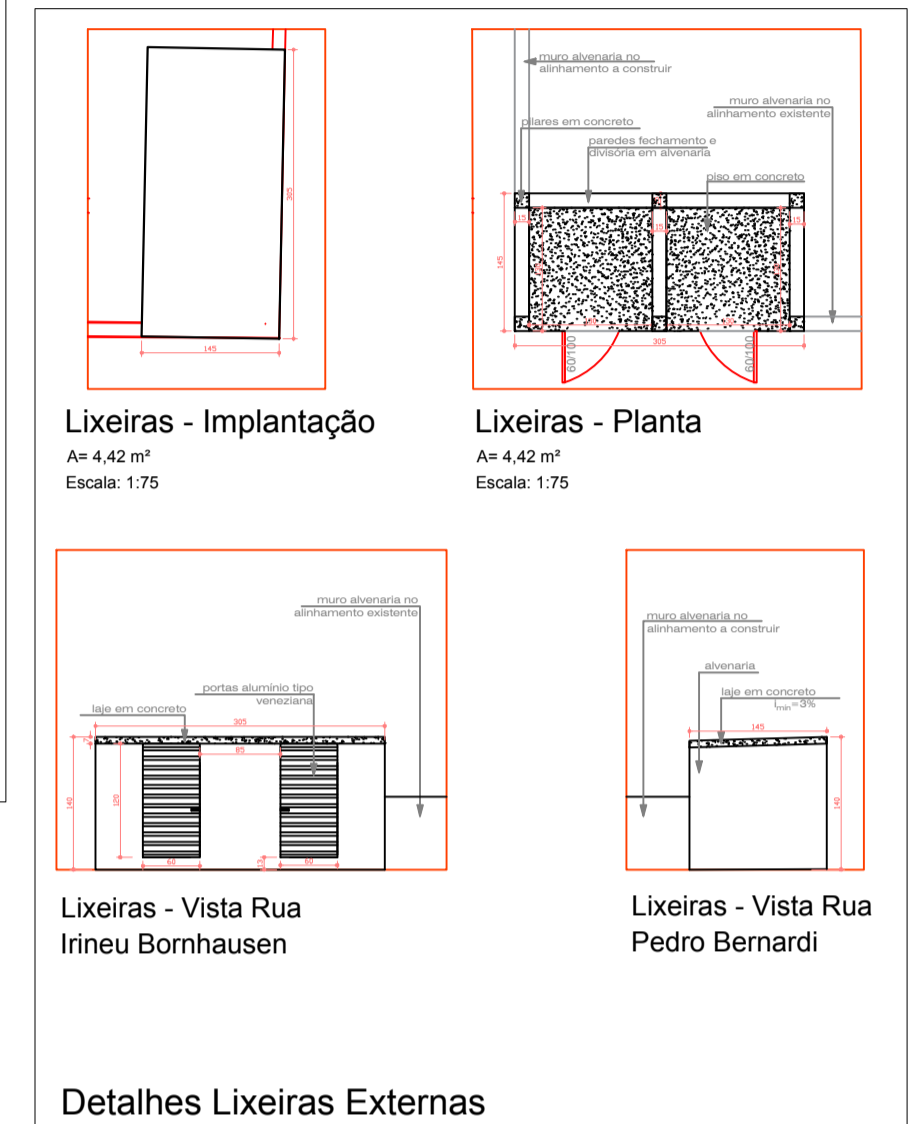 305
145
Lixeiras - Implantação
A= 4,42 m²
Escala: 1:75
muro alvenaria no
alinhamento a construir
muro alvenaria no
alinhamento existente
pilares em concreto
paredes fechamento e
divisória em alvenaria
piso em concreto
15
15
15
145
305
60/100
60/100
Lixeiras - Planta
A= 4,42 m²
Escala: 1:75
muro alvenaria no
alinhamento existente
portas alumínio tipo
veneziana
laje em concreto
305
7
85
140
120
60
13
60
Lixeiras - Vista Rua
Irineu Bornhausen
muro alvenaria no
alinhamento a construir
alvenaria
laje em concreto
imin=3%
145
140
Lixeiras - Vista Rua
Pedro Bernardi
Detalhes Lixeiras Externas